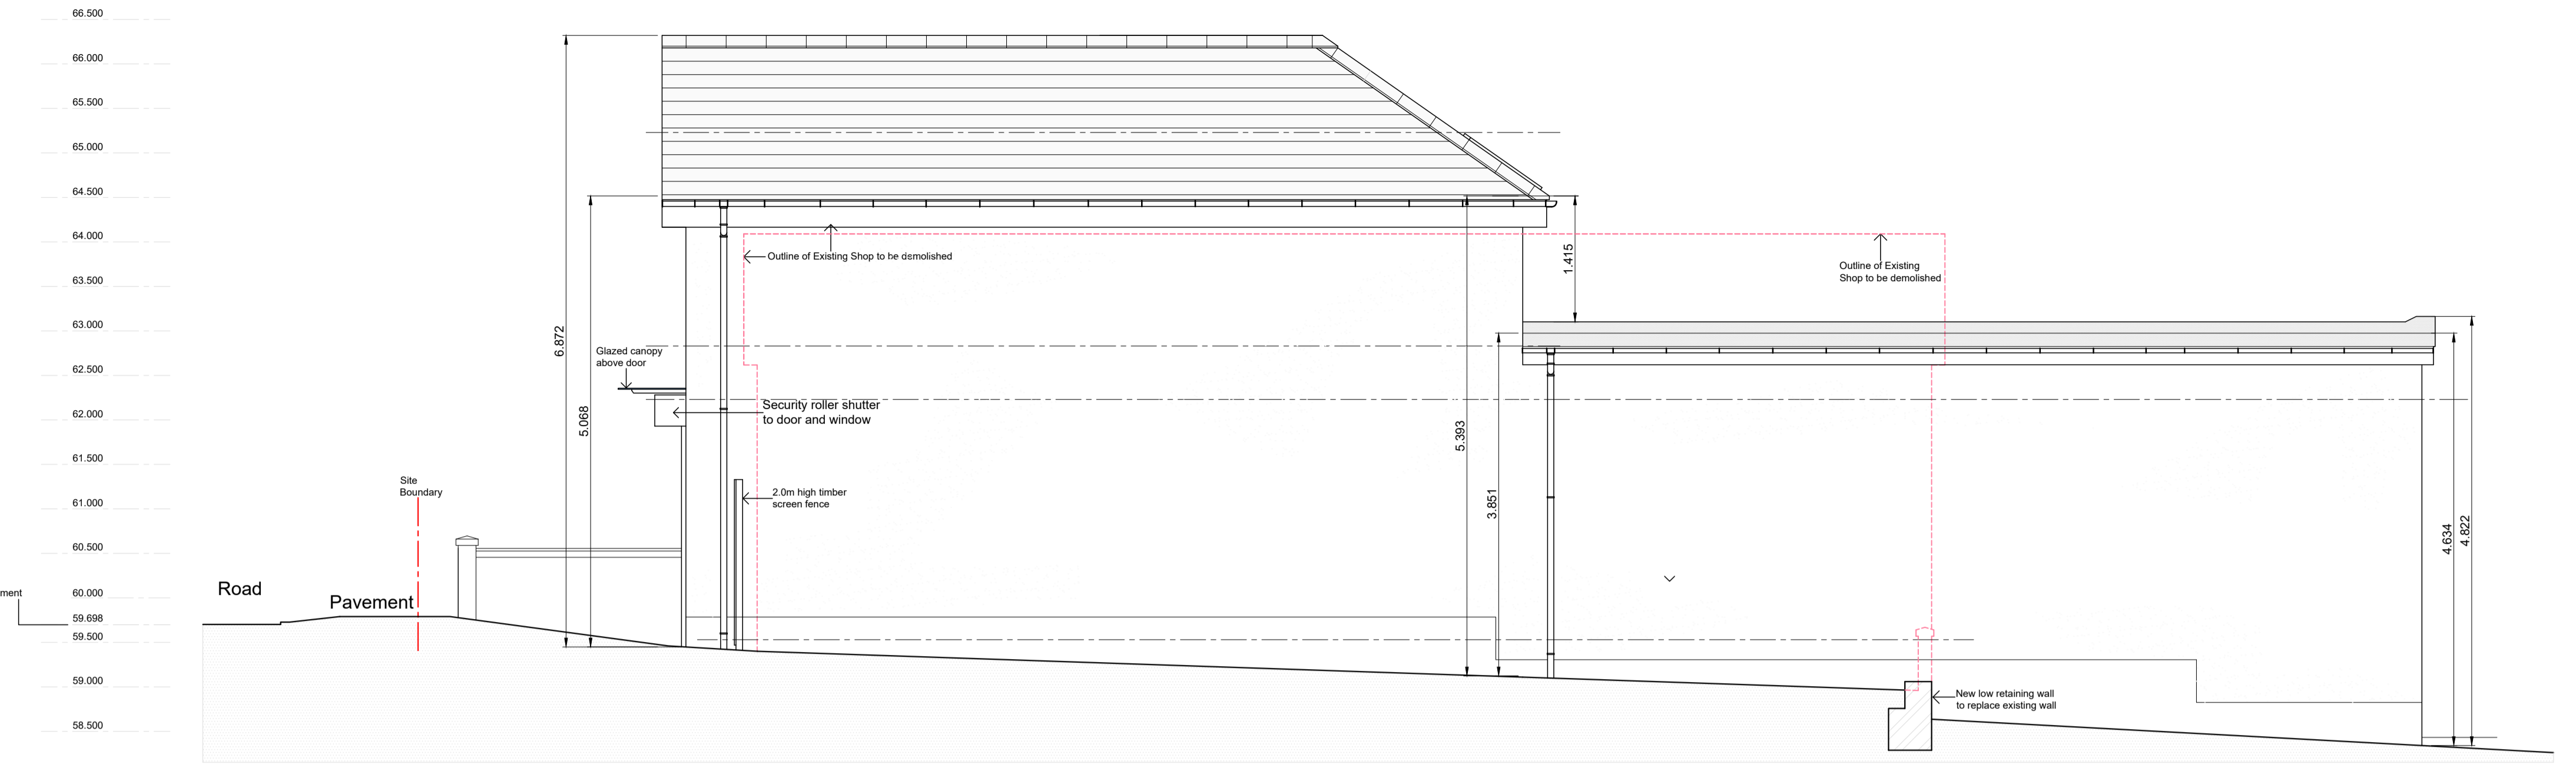 66.500
66.000
65.500
65.000
64.500
64.000
63.500
63.000
62.500
62.000
61.500
61.000
60.500
60.000
59.698
59.500
59.000
58.500
ment
Road
Pavement
Site
Boundary
6.872
5.068
Glazed canopy
above door
Outline of Existing Shop to be demolished
Security roller shutter
to door and window
2.0m high timber
screen fence
5.393
3.851
1.415
Outline of Existing
Shop to be demolished
New low retaining wall
to replace existing wall
4.634
4.822